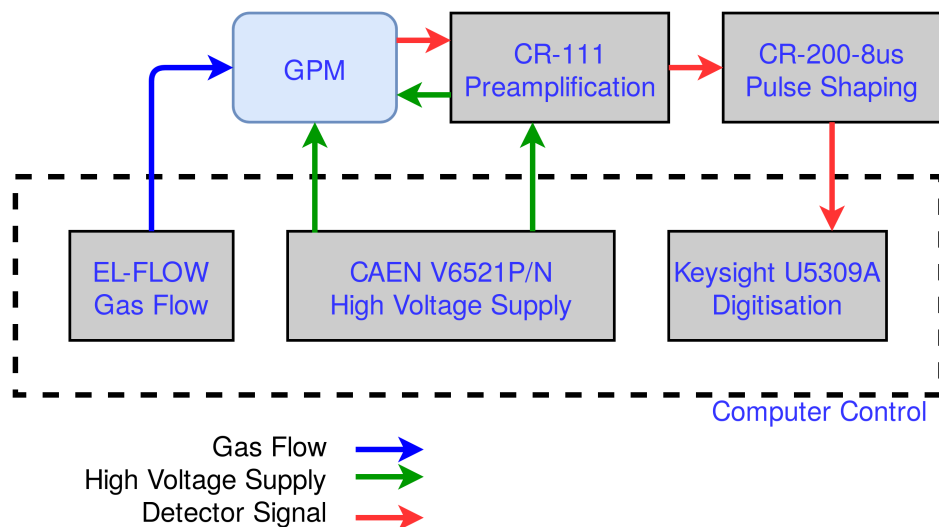 GPM
CR-111
Preamplification
CR-200-8us
Pulse Shaping
EL-FLOW
Gas Flow
CAEN V6521P/N
High Voltage Supply
Keysight U5309A
Digitisation
Computer Control
Gas Flow
High Voltage Supply
Detector Signal